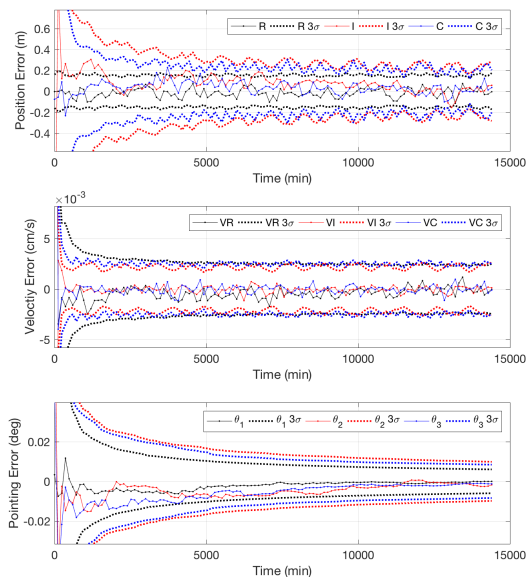 Position Error (m)
0.6
0.4
0.2
0
-0.2
-0.4
R R 3σ I I 3σ C C 3σ
0 5000 10000 15000
Time (min)
×10⁻³
Veloctiy Error (cm/s)
5
0
-5
VR VR 3σ VI VI 3σ VC VC 3σ
0 5000 10000 15000
Time (min)
Pointing Error (deg)
0.02
0
-0.02
θ₁ θ₁ 3σ θ₂ θ₂ 3σ θ₃ θ₃ 3σ
0 5000 10000 15000
Time (min)